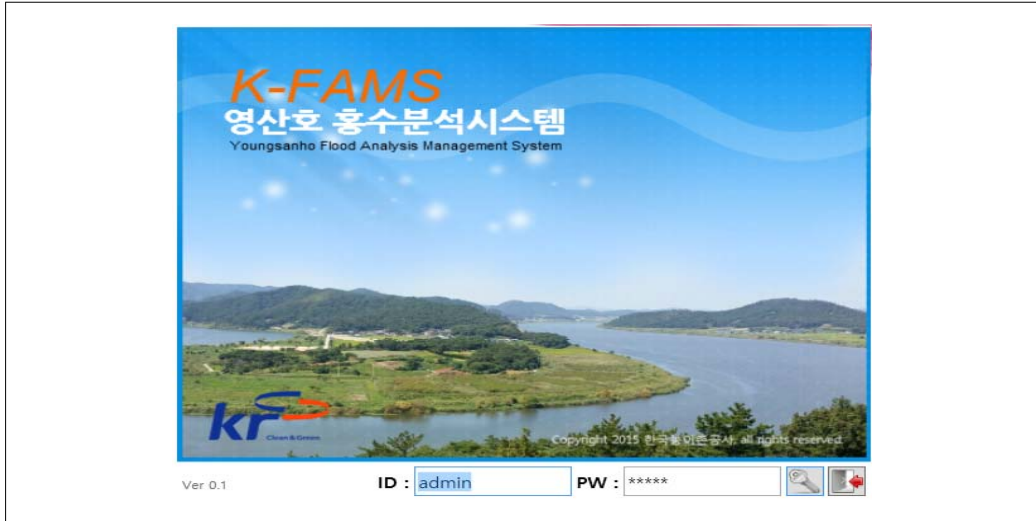 K-FAMS
영산호 홍수분석시스템
Youngsanho Flood Analysis Management System
kr
Clean & Green
Copyright 2015 한국농어촌공사, all rights reserved.
Ver 0.1 ID : admin PW : *****